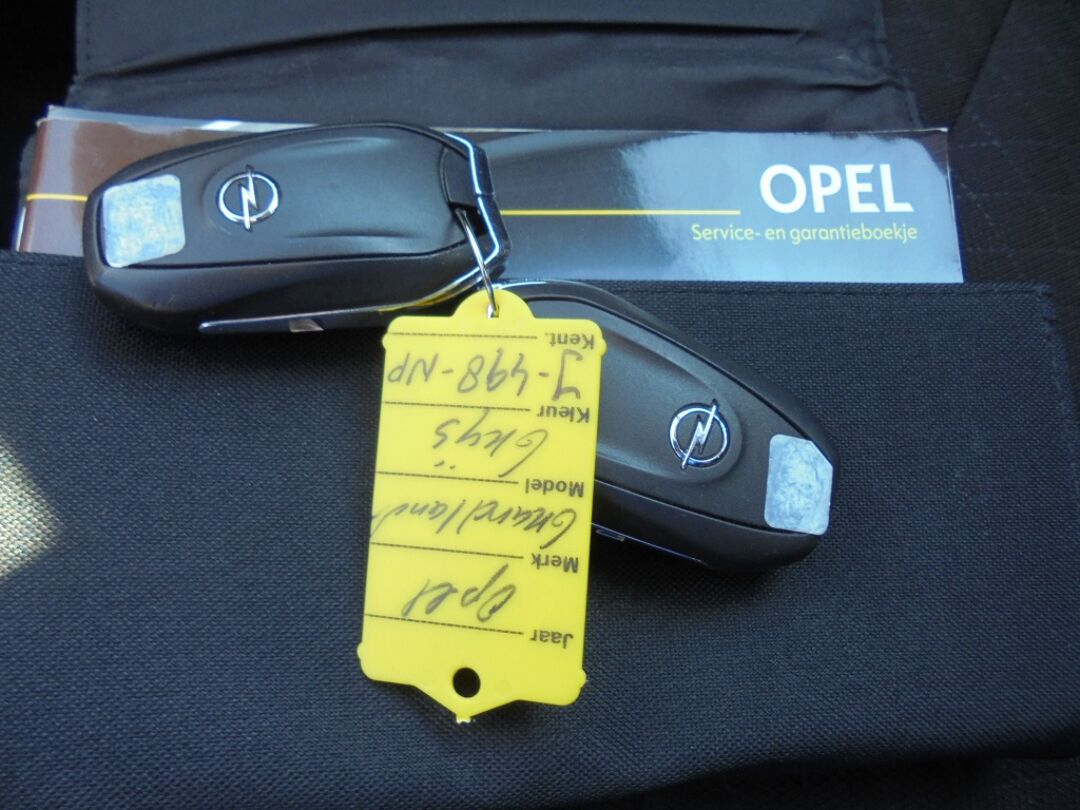 OPEL
Service- en garantieboekje
Jaar
Merk Opel
Model Grandland
Kleur Grijs
Kent. J-498-NP